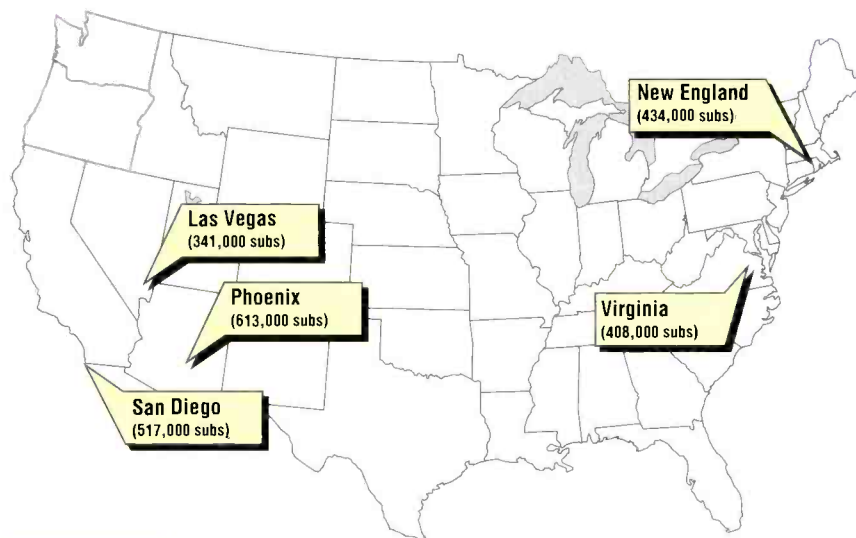 New England
(434,000 subs)
Las Vegas
(341,000 subs)
Phoenix
(613,000 subs)
Virginia
(408,000 subs)
San Diego
(517,000 subs)